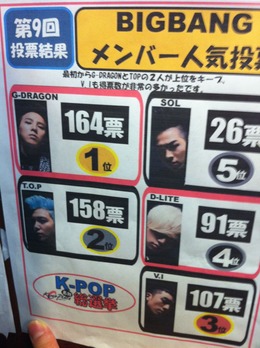 第9回
投票結果
BIGBANG
メンバー人気投票
最初からG-DRAGONとTOPの2人が上位をキープ。
V.Iも得票数が非常の多かったです。
G-DRAGON
164票
1位
SOL
26票
5位
T.O.P
158票
2位
D-LITE
91票
4位
V.I
107票
3位
K-POP
総選挙